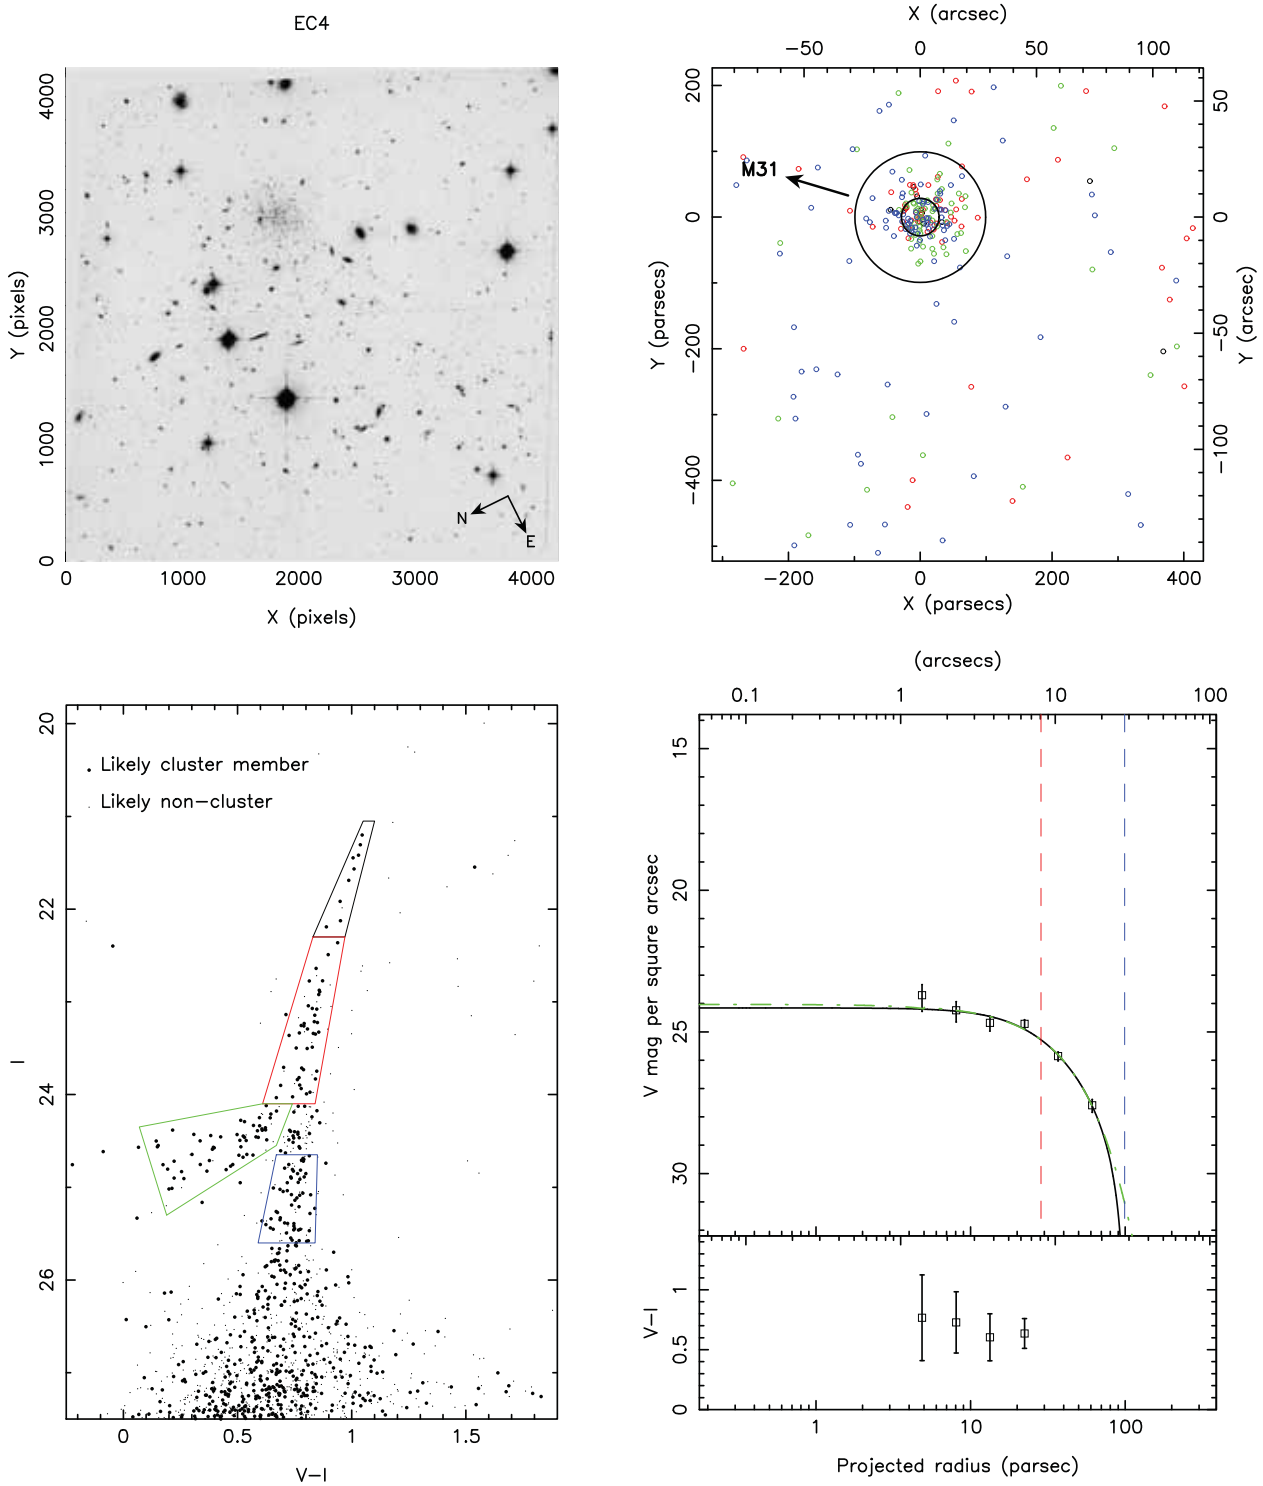 EC4
4000
3000
2000
1000
0
Y (pixels)
0 1000 2000 3000 4000
X (pixels)
N
E
X (arcsec)
−50 0 50 100
200
0
−200
−400
Y (parsecs)
50
0
−50
−100
Y (arcsec)
M31
−200 0 200 400
X (parsecs)
20
22
24
26
I
Likely cluster member
Likely non−cluster
0 0.5 1 1.5
V−I
(arcsecs)
0.1 1 10 100
15
20
25
30
V mag per square arcsec
1
0.5
0
V−I
1 10 100
Projected radius (parsec)